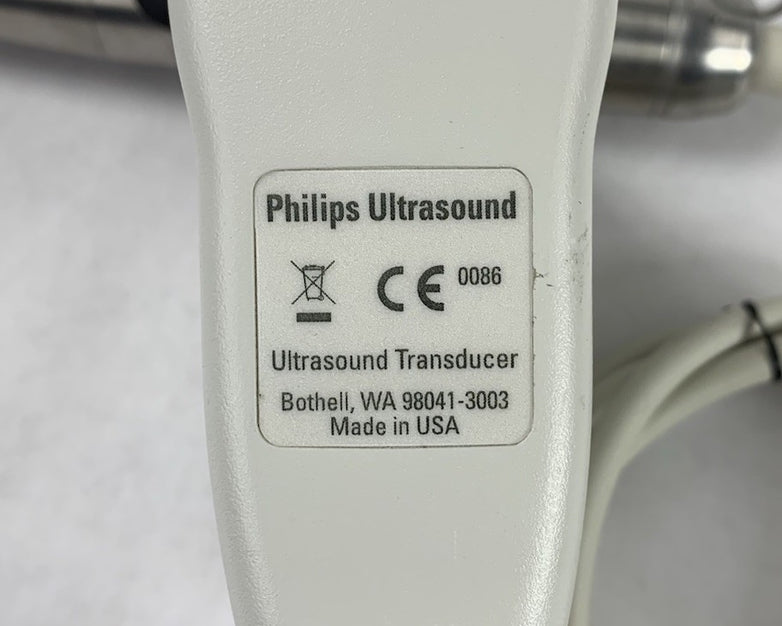 Philips Ultrasound
CE 0086
Ultrasound Transducer
Bothell, WA 98041-3003
Made in USA